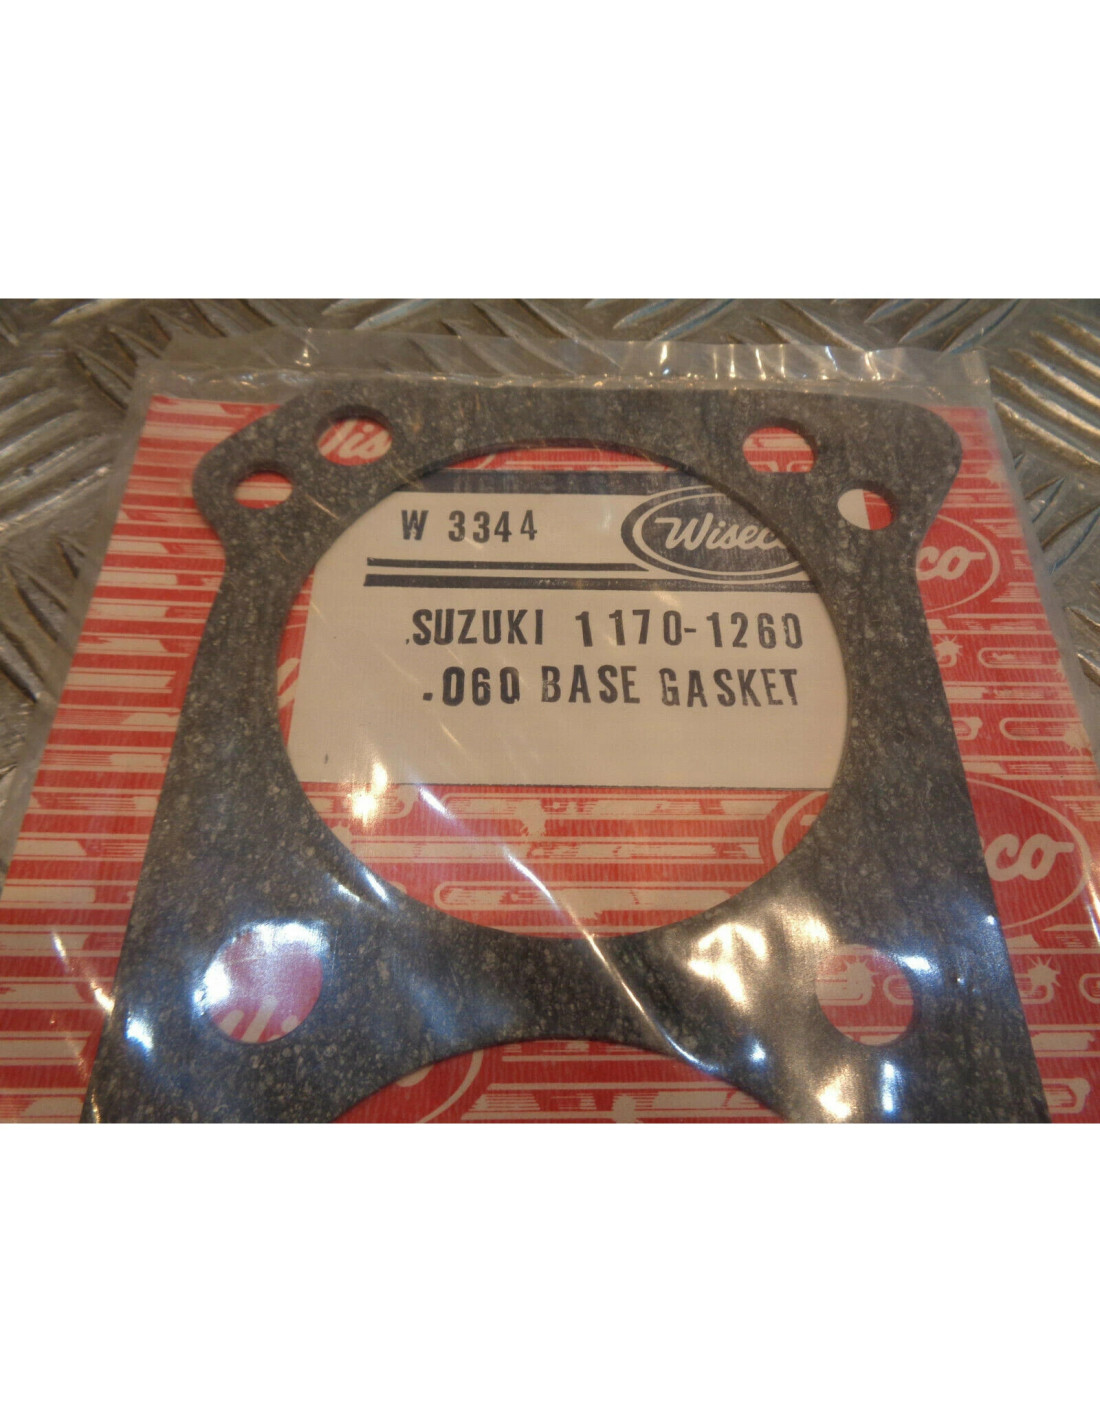 W 3344
Wiseco
SUZUKI 1170-1260
.060 BASE GASKET